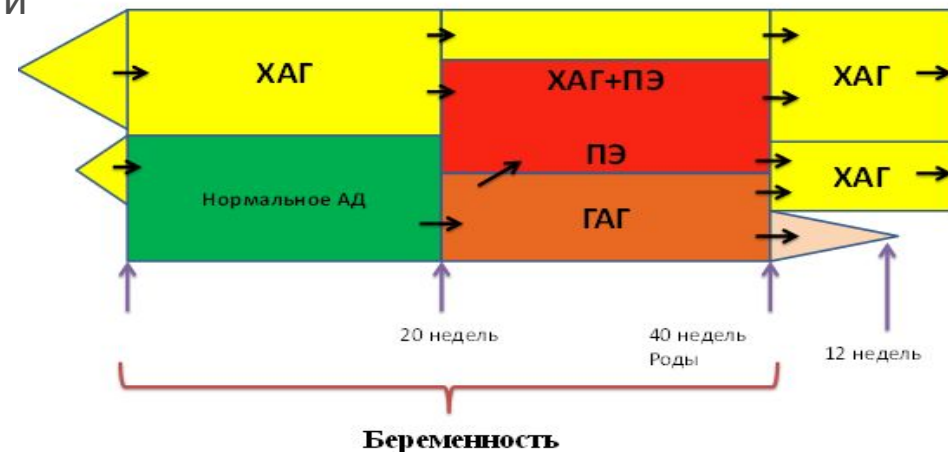 и
ХАГ
ХАГ+ПЭ
ХАГ
ПЭ
ХАГ
Нормальное АД
ГАГ
20 недель
40 недель
Роды
12 недель
Беременность